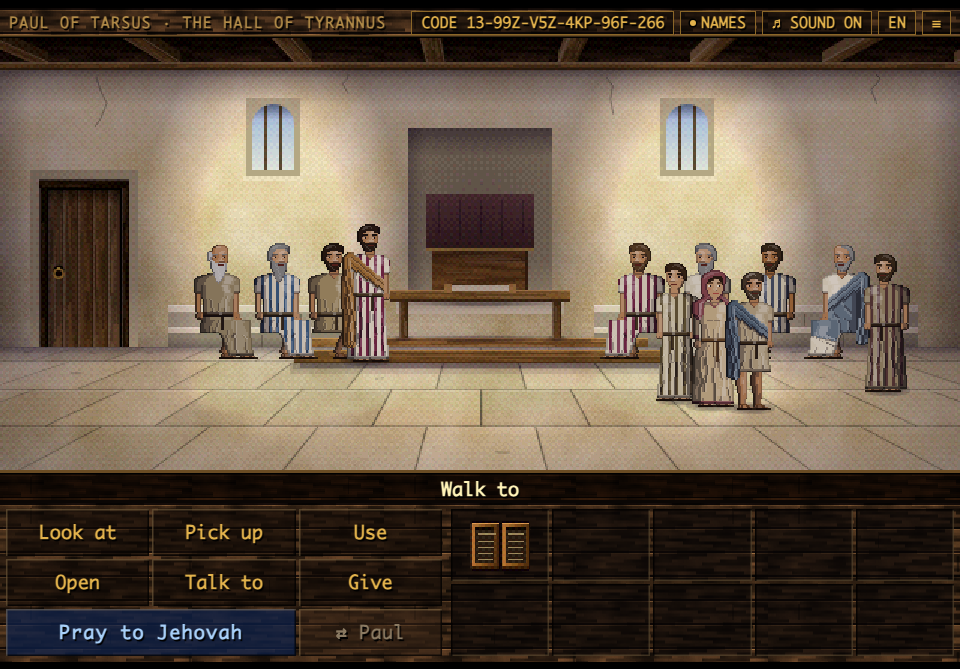 PAUL OF TARSUS · THE HALL OF TYRANNUS CODE 13-99Z-V5Z-4KP-96F-266 • NAMES ♬ SOUND ON EN ≡
Walk to
Look at Pick up Use
Open Talk to Give
Pray to Jehovah ⇄ Paul